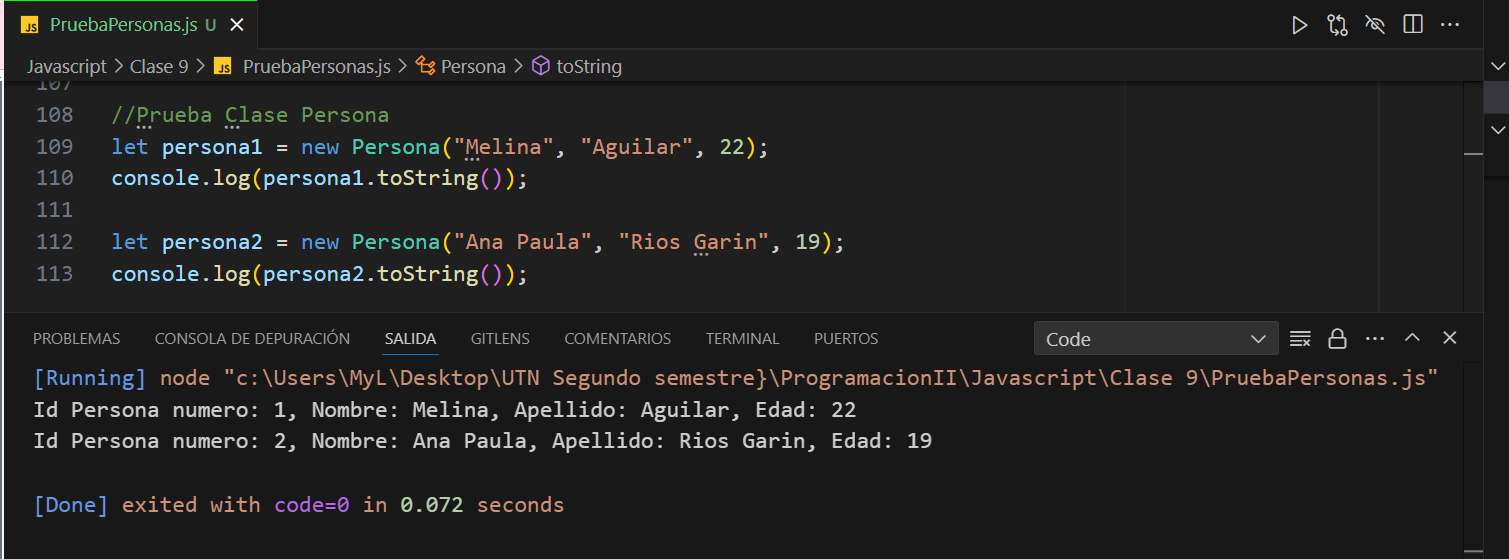 JS PruebaPersonas.js U
Javascript > Clase 9 > JS PruebaPersonas.js > Persona > toString
107
108 //Prueba Clase Persona
109 let persona1 = new Persona("Melina", "Aguilar", 22);
110 console.log(persona1.toString());
111
112 let persona2 = new Persona("Ana Paula", "Rios Garin", 19);
113 console.log(persona2.toString());
PROBLEMAS CONSOLA DE DEPURACIÓN SALIDA GITLENS COMENTARIOS TERMINAL PUERTOS Code
[Running] node "c:\Users\MyL\Desktop\UTN Segundo semestre}\ProgramacionII\Javascript\Clase 9\PruebaPersonas.js"
Id Persona numero: 1, Nombre: Melina, Apellido: Aguilar, Edad: 22
Id Persona numero: 2, Nombre: Ana Paula, Apellido: Rios Garin, Edad: 19
[Done] exited with code=0 in 0.072 seconds